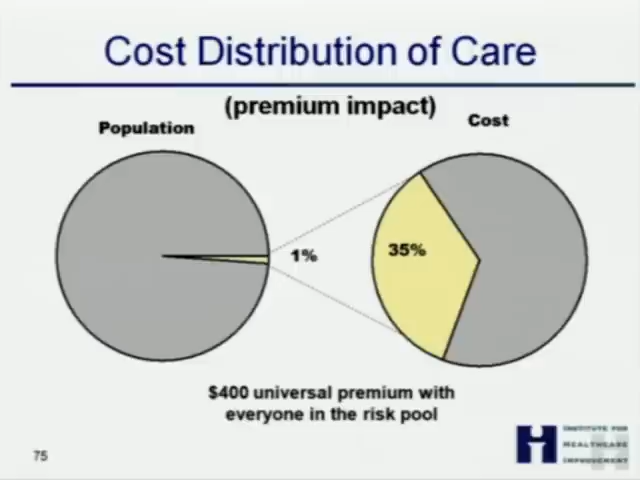 Cost Distribution of Care
(premium impact)
Population
Cost
1%
35%
$400 universal premium with
everyone in the risk pool
75
INSTITUTE FOR
HEALTHCARE
IMPROVEMENT